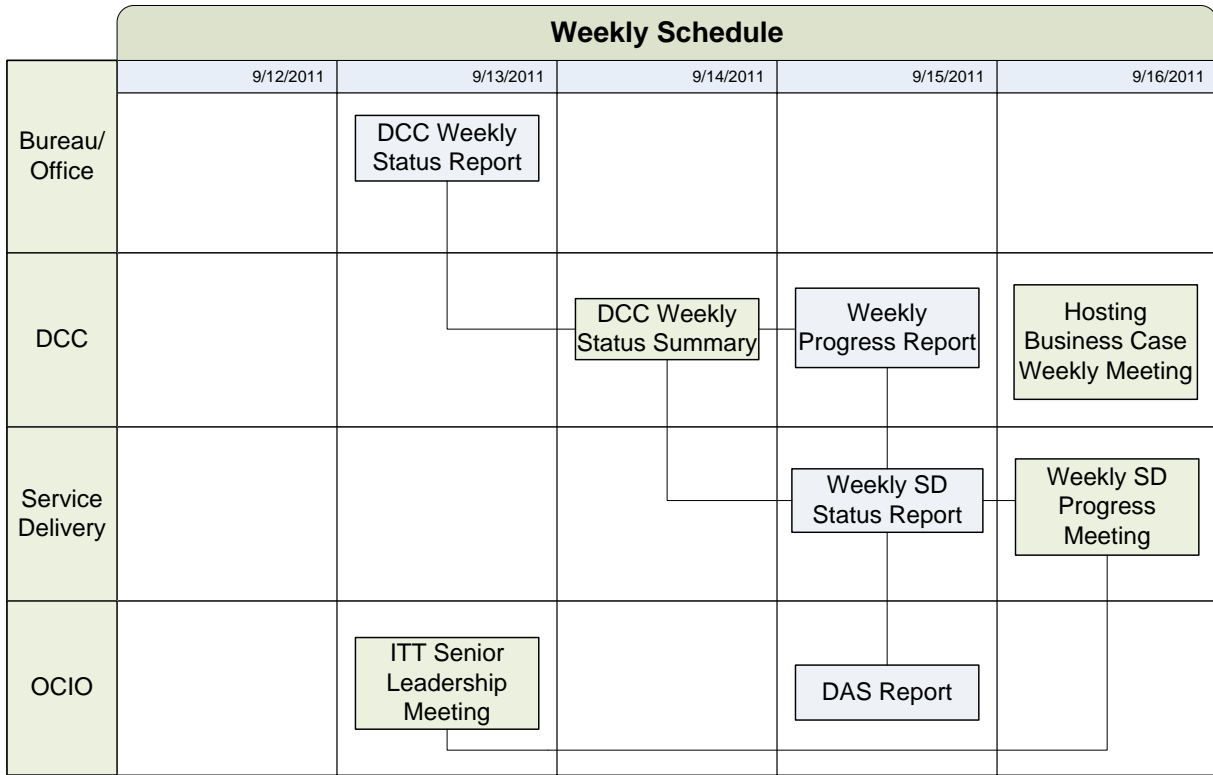 Weekly Schedule
9/12/2011
9/13/2011
9/14/2011
9/15/2011
9/16/2011
Bureau/
Office
DCC Weekly
Status Report
DCC
DCC Weekly
Status Summary
Weekly
Progress Report
Hosting
Business Case
Weekly Meeting
Service
Delivery
Weekly SD
Status Report
Weekly SD
Progress
Meeting
OCIO
ITT Senior
Leadership
Meeting
DAS Report